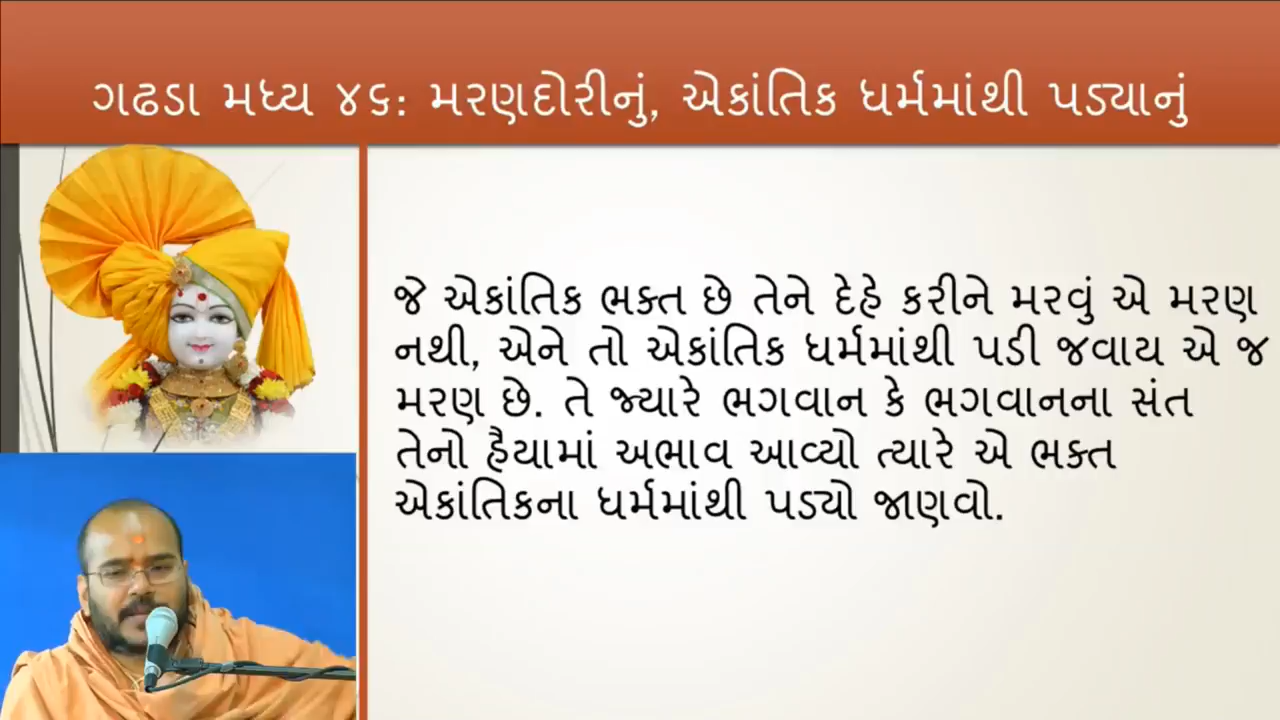 ગઢડા મધ્ય ૪૬: મરણદોરીનું, એકાંતિક ધર્મમાંથી પડ્યાનું
જે એકાંતિક ભક્ત છે તેને દેહે કરીને મરવું એ મરણ
નથી, એને તો એકાંતિક ધર્મમાંથી પડી જવાય એ જ
મરણ છે. તે જ્યારે ભગવાન કે ભગવાનના સંત
તેનો હૈયામાં અભાવ આવ્યો ત્યારે એ ભક્ત
એકાંતિકના ધર્મમાંથી પડ્યો જાણવો.